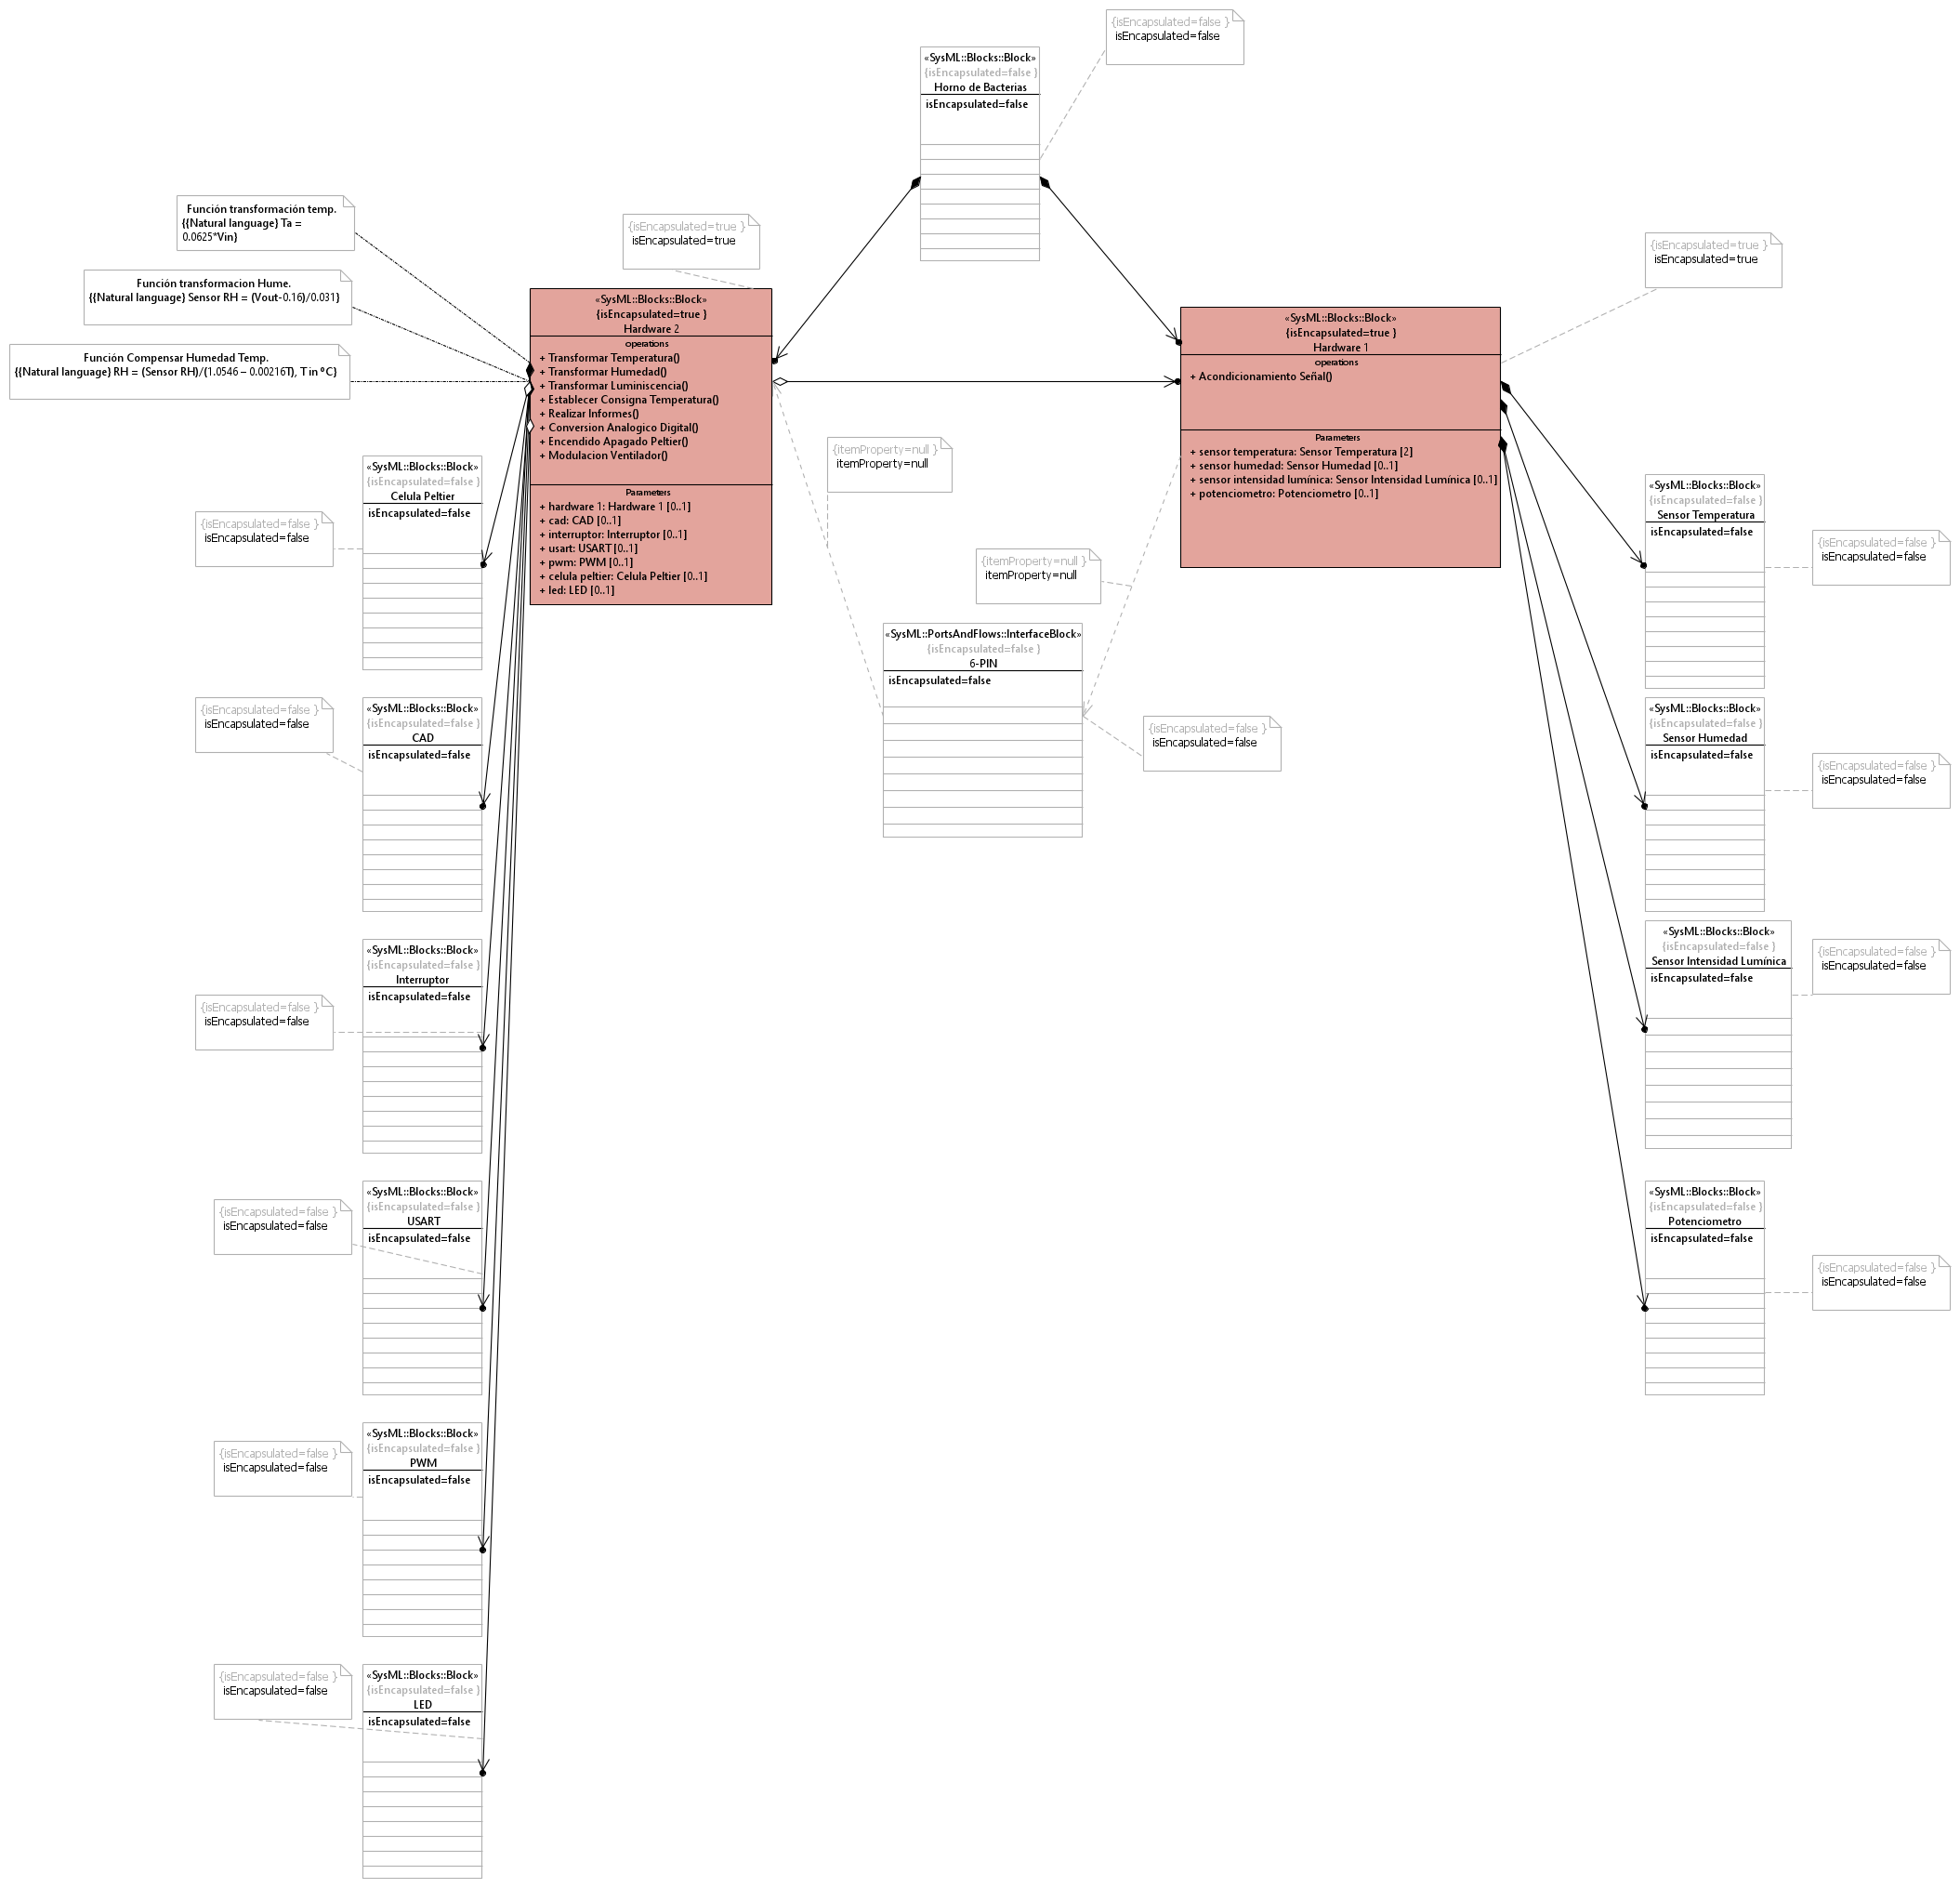 {isEncapsulated=false }
isEncapsulated=false
«SysML::Blocks::Block»
{isEncapsulated=false }
Horno de Bacterias
isEncapsulated=false
Función transformación temp.
{{Natural language} Ta =
0.0625*Vin}
Función transformacion Hume.
{{Natural language} Sensor RH = (Vout-0.16)/0.031}
Función Compensar Humedad Temp.
{{Natural language} RH = (Sensor RH)/(1.0546 – 0.00216T), T in ºC}
{isEncapsulated=true }
isEncapsulated=true
«SysML::Blocks::Block»
{isEncapsulated=true }
Hardware 2
operations
+ Transformar Temperatura()
+ Transformar Humedad()
+ Transformar Luminiscencia()
+ Establecer Consigna Temperatura()
+ Realizar Informes()
+ Conversion Analogico Digital()
+ Encendido Apagado Peltier()
+ Modulacion Ventilador()
Parameters
+ hardware 1: Hardware 1 [0..1]
+ cad: CAD [0..1]
+ interruptor: Interruptor [0..1]
+ usart: USART [0..1]
+ pwm: PWM [0..1]
+ celula peltier: Celula Peltier [0..1]
+ led: LED [0..1]
{isEncapsulated=true }
isEncapsulated=true
«SysML::Blocks::Block»
{isEncapsulated=true }
Hardware 1
operations
+ Acondicionamiento Señal()
Parameters
+ sensor temperatura: Sensor Temperatura [2]
+ sensor humedad: Sensor Humedad [0..1]
+ sensor intensidad lumínica: Sensor Intensidad Lumínica [0..1]
+ potenciometro: Potenciometro [0..1]
{itemProperty=null }
itemProperty=null
{itemProperty=null }
itemProperty=null
«SysML::PortsAndFlows::InterfaceBlock»
{isEncapsulated=false }
6-PIN
isEncapsulated=false
{isEncapsulated=false }
isEncapsulated=false
«SysML::Blocks::Block»
{isEncapsulated=false }
Celula Peltier
isEncapsulated=false
{isEncapsulated=false }
isEncapsulated=false
«SysML::Blocks::Block»
{isEncapsulated=false }
CAD
isEncapsulated=false
{isEncapsulated=false }
isEncapsulated=false
«SysML::Blocks::Block»
{isEncapsulated=false }
Interruptor
isEncapsulated=false
{isEncapsulated=false }
isEncapsulated=false
«SysML::Blocks::Block»
{isEncapsulated=false }
USART
isEncapsulated=false
{isEncapsulated=false }
isEncapsulated=false
«SysML::Blocks::Block»
{isEncapsulated=false }
PWM
isEncapsulated=false
{isEncapsulated=false }
isEncapsulated=false
«SysML::Blocks::Block»
{isEncapsulated=false }
LED
isEncapsulated=false
{isEncapsulated=false }
isEncapsulated=false
«SysML::Blocks::Block»
{isEncapsulated=false }
Sensor Temperatura
isEncapsulated=false
{isEncapsulated=false }
isEncapsulated=false
«SysML::Blocks::Block»
{isEncapsulated=false }
Sensor Humedad
isEncapsulated=false
{isEncapsulated=false }
isEncapsulated=false
«SysML::Blocks::Block»
{isEncapsulated=false }
Sensor Intensidad Lumínica
isEncapsulated=false
{isEncapsulated=false }
isEncapsulated=false
«SysML::Blocks::Block»
{isEncapsulated=false }
Potenciometro
isEncapsulated=false
{isEncapsulated=false }
isEncapsulated=false